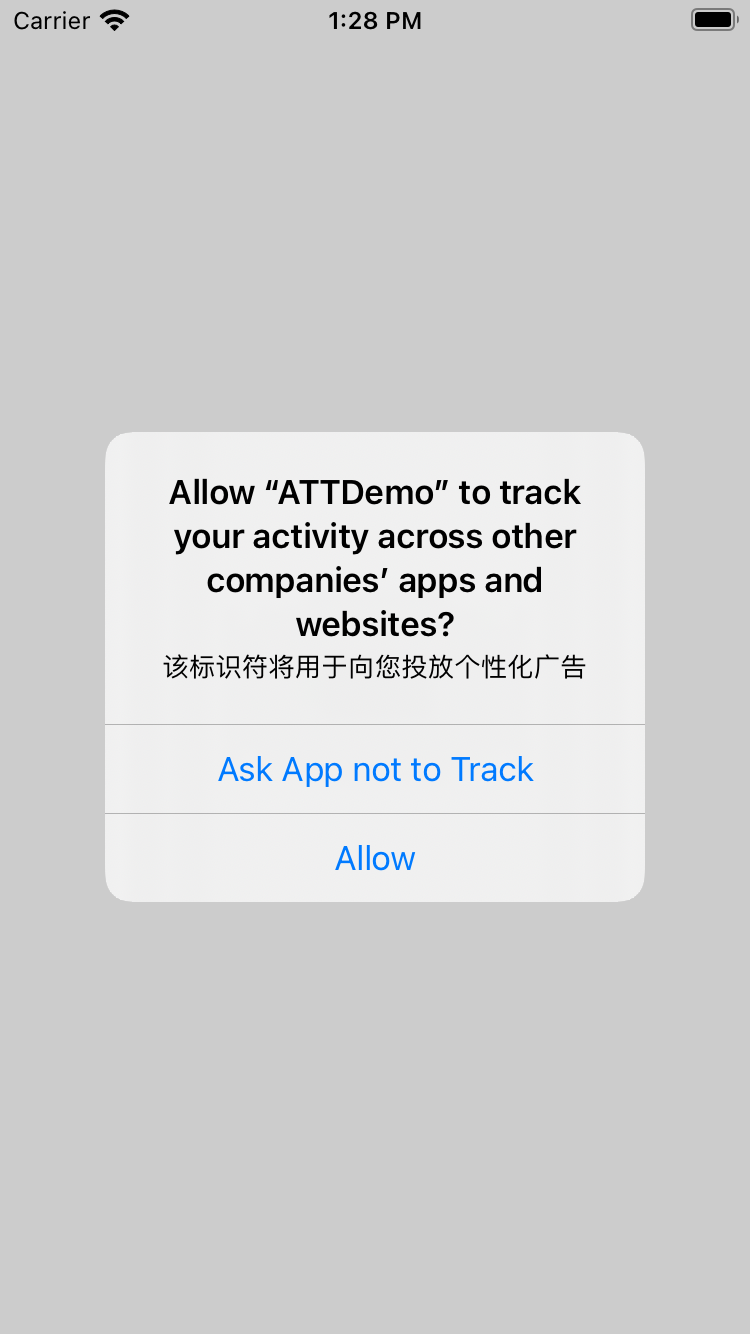 Carrier 1:28 PM
Allow “ATTDemo” to track
your activity across other
companies’ apps and
websites?
该标识符将用于向您投放个性化广告
Ask App not to Track
Allow